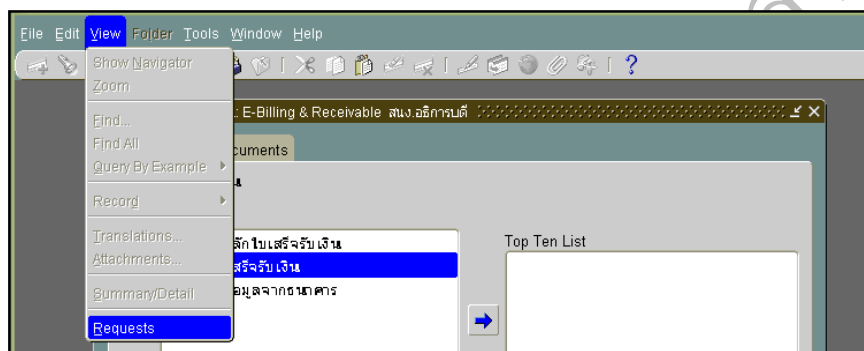 File Edit View Folder Tools Window Help
Show Navigator
Zoom
Find...
Find All
Query By Example
Record
Translations...
Attachments...
Summary/Detail
Requests
: E-Billing & Receivable สนง.อธิการบดี
cuments
ลักใบเสร็จรับเงิน
สร็จรับเงิน
อมูลจากธนาคาร
Top Ten List